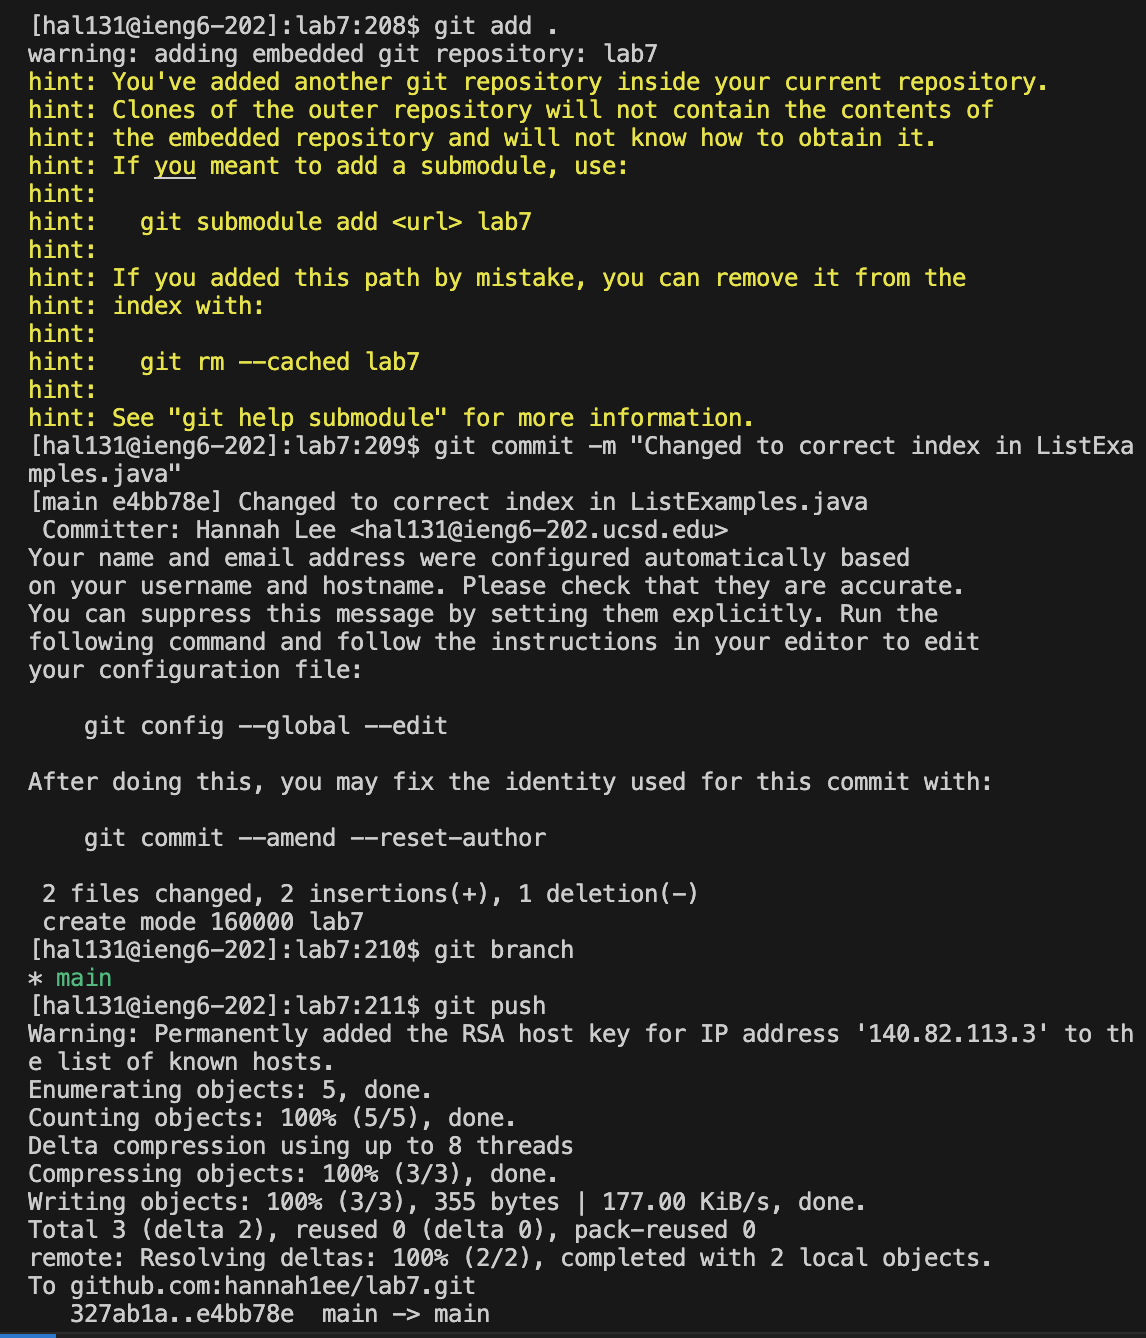 [hal131@ieng6-202]:lab7:208$ git add .
warning: adding embedded git repository: lab7
hint: You've added another git repository inside your current repository.
hint: Clones of the outer repository will not contain the contents of
hint: the embedded repository and will not know how to obtain it.
hint: If you meant to add a submodule, use:
hint:
hint:   git submodule add <url> lab7
hint:
hint: If you added this path by mistake, you can remove it from the
hint: index with:
hint:
hint:   git rm --cached lab7
hint:
hint: See "git help submodule" for more information.
[hal131@ieng6-202]:lab7:209$ git commit -m "Changed to correct index in ListExa
mples.java"
[main e4bb78e] Changed to correct index in ListExamples.java
 Committer: Hannah Lee <hal131@ieng6-202.ucsd.edu>
Your name and email address were configured automatically based
on your username and hostname. Please check that they are accurate.
You can suppress this message by setting them explicitly. Run the
following command and follow the instructions in your editor to edit
your configuration file:

    git config --global --edit

After doing this, you may fix the identity used for this commit with:

    git commit --amend --reset-author

 2 files changed, 2 insertions(+), 1 deletion(-)
 create mode 160000 lab7
[hal131@ieng6-202]:lab7:210$ git branch
* main
[hal131@ieng6-202]:lab7:211$ git push
Warning: Permanently added the RSA host key for IP address '140.82.113.3' to th
e list of known hosts.
Enumerating objects: 5, done.
Counting objects: 100% (5/5), done.
Delta compression using up to 8 threads
Compressing objects: 100% (3/3), done.
Writing objects: 100% (3/3), 355 bytes | 177.00 KiB/s, done.
Total 3 (delta 2), reused 0 (delta 0), pack-reused 0
remote: Resolving deltas: 100% (2/2), completed with 2 local objects.
To github.com:hannah1ee/lab7.git
   327ab1a..e4bb78e  main -> main